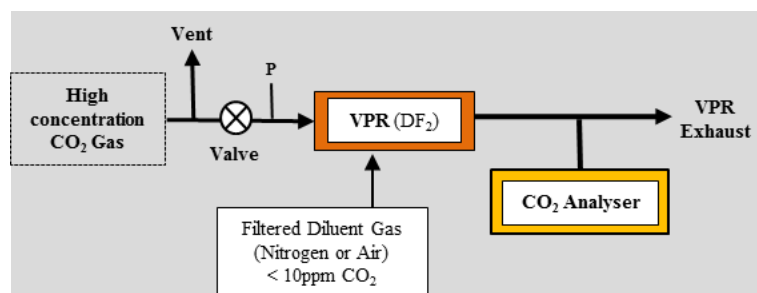 Vent
P
High
concentration
CO₂ Gas
Valve
VPR (DF₂)
VPR
Exhaust
CO₂ Analyser
Filtered Diluent Gas
(Nitrogen or Air)
< 10ppm CO₂